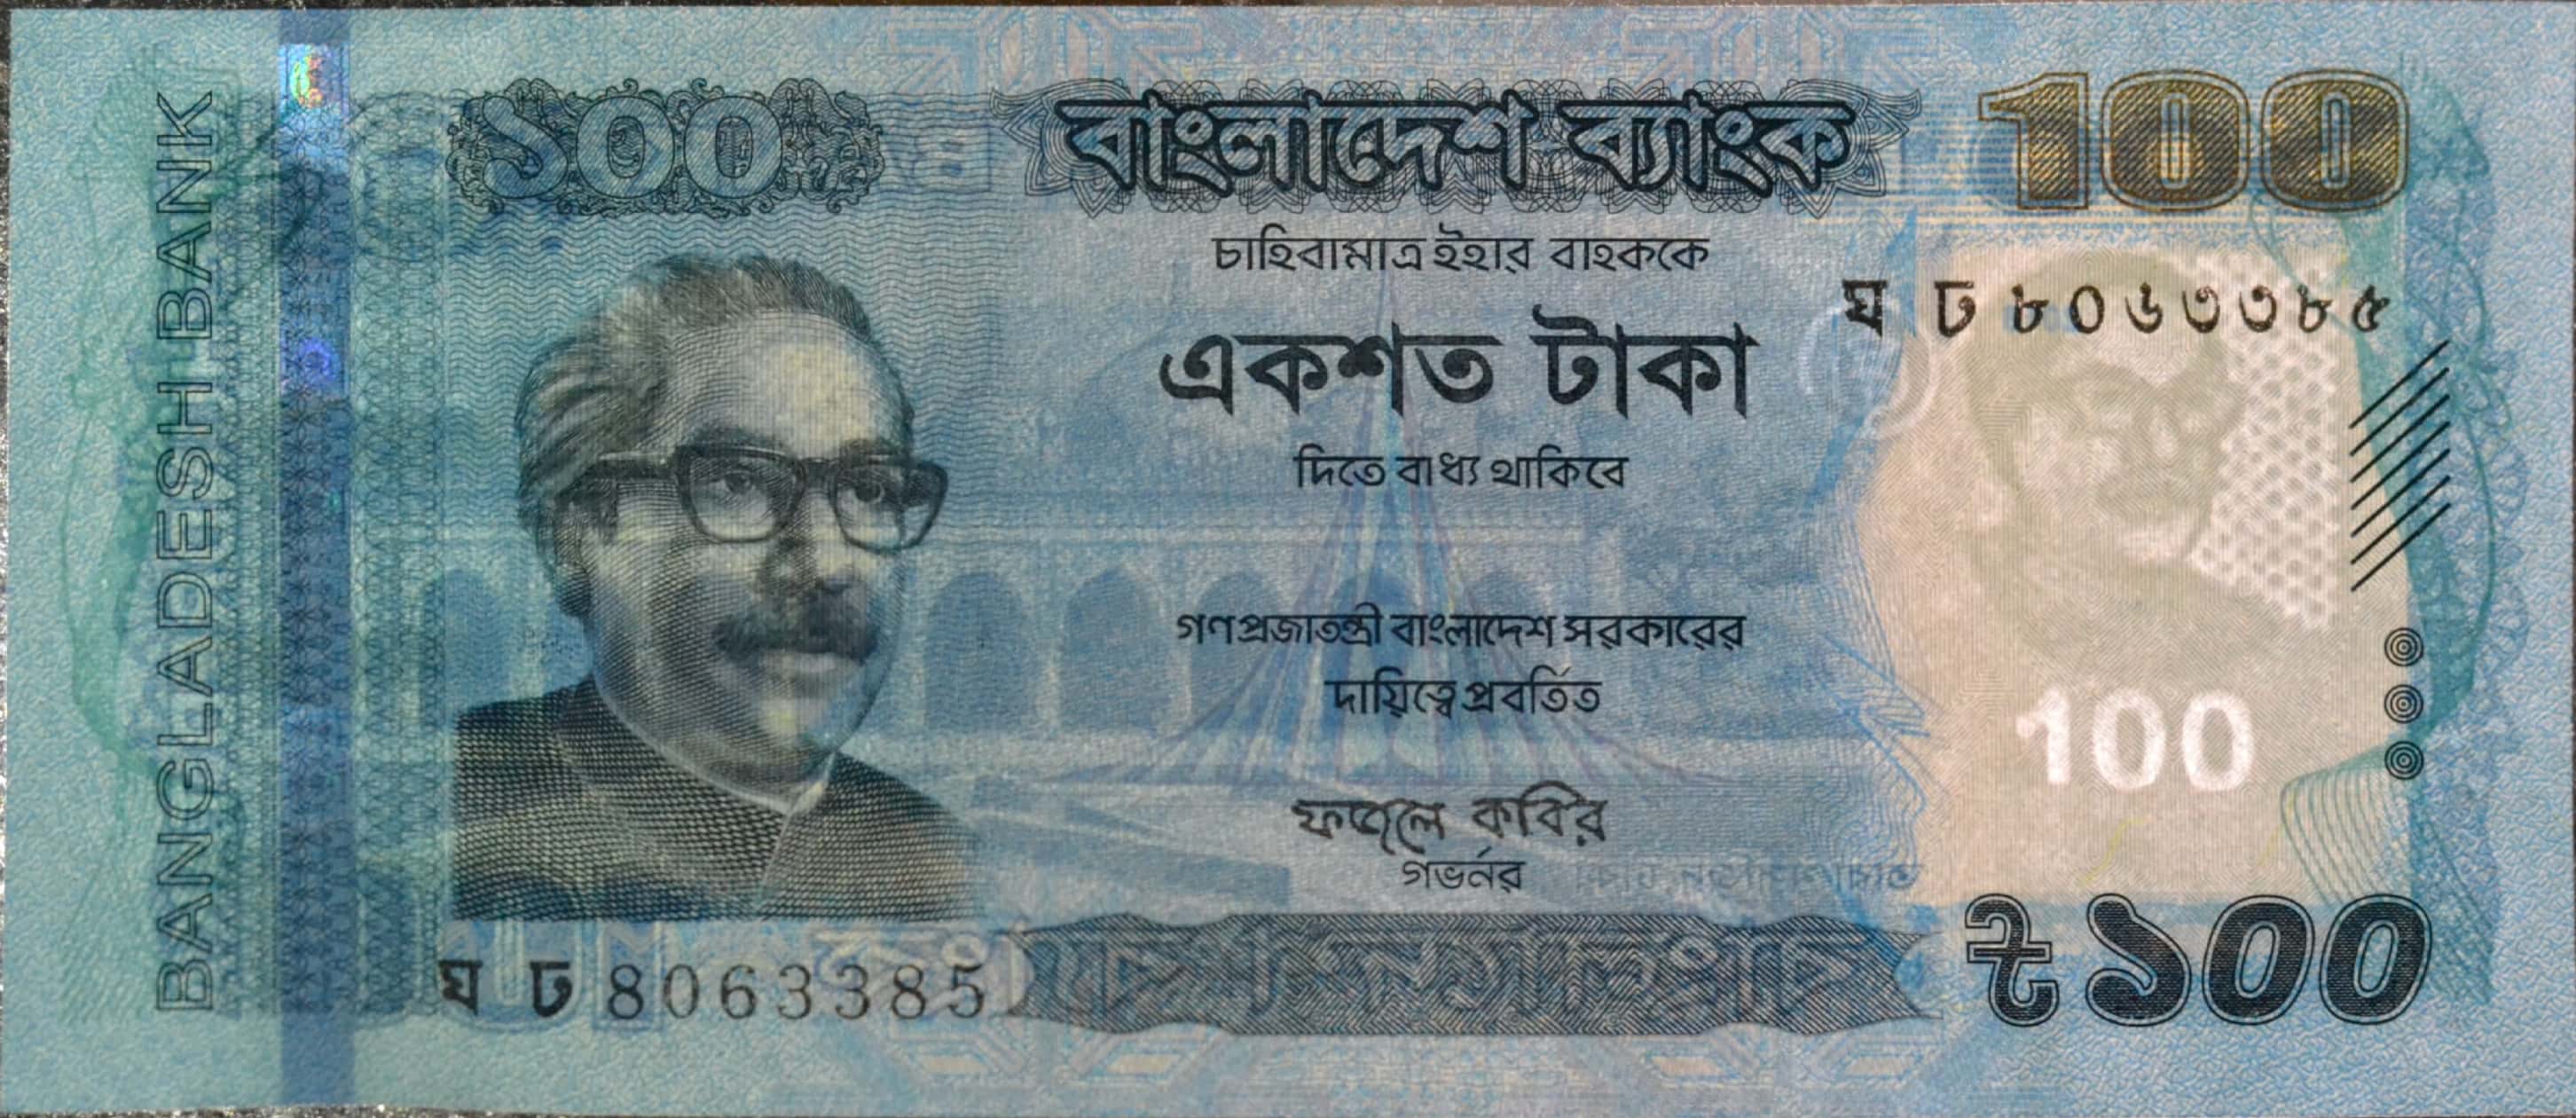 BANGLADESH BANK
১০০
বাংলাদেশ ব্যাংক
100
চাহিবামাত্র ইহার বাহককে
ঘ ঢ ৮০৬৩৩৮৫
একশত টাকা
দিতে বাধ্য থাকিবে
গণপ্রজাতন্ত্রী বাংলাদেশ সরকারের
দায়িত্বে প্রবর্তিত
100
ফজলে কবির
গভর্নর
ঘ ঢ 8063385
৳১০০